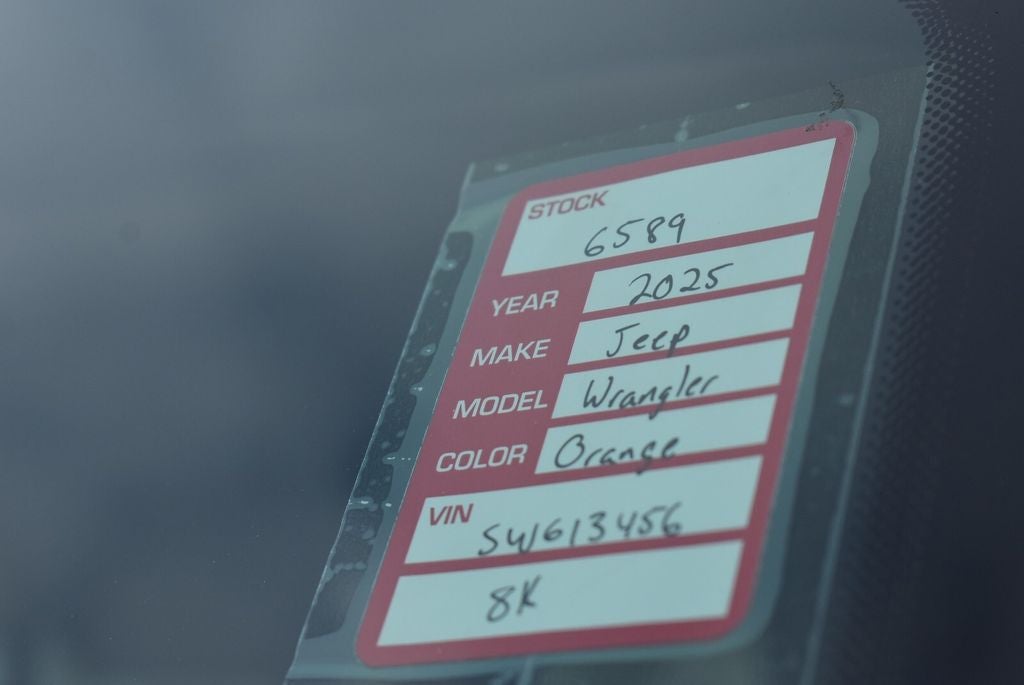 STOCK
6589
YEAR 2025
MAKE Jeep
MODEL Wrangler
COLOR Orange
VIN
SW613456
8K